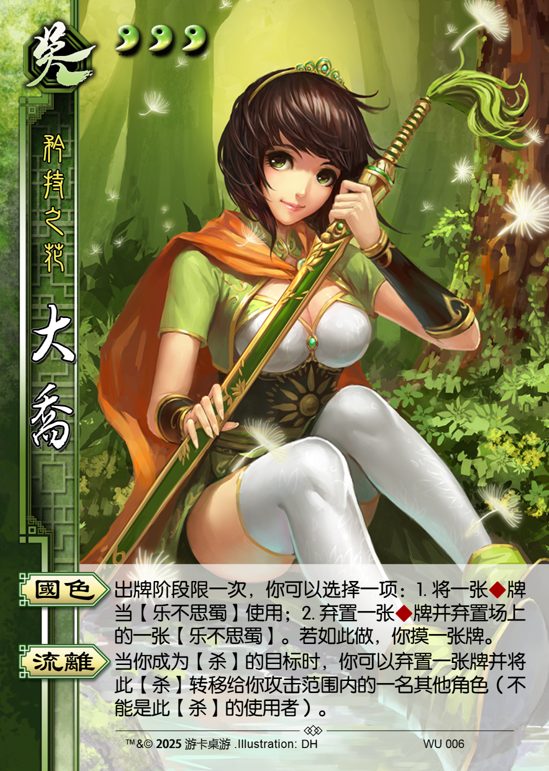 吴
矜持之花
大喬
國色
出牌阶段限一次,你可以选择一项:1. 将一张♦牌
当【乐不思蜀】使用;2. 弃置一张♦牌并弃置场上
的一张【乐不思蜀】。若如此做,你摸一张牌。
流離
当你成为【杀】的目标时,你可以弃置一张牌并将
此【杀】转移给你攻击范围内的一名其他角色(不
能是此【杀】的使用者)。
™&© 2025 游卡桌游 .Illustration: DH
WU 006